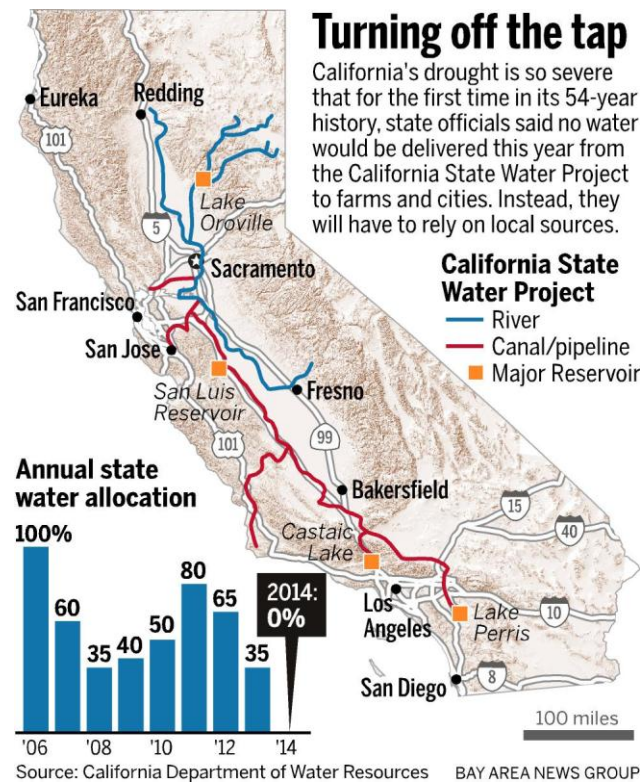 Turning off the tap
California's drought is so severe
that for the first time in its 54-year
history, state officials said no water
would be delivered this year from
the California State Water Project
to farms and cities. Instead, they
will have to rely on local sources.
California State
Water Project
River
Canal/pipeline
Major Reservoir
Eureka
Redding
101
Lake
Oroville
5
Sacramento
San Francisco
San Jose
San Luis
Reservoir
Fresno
99
101
Bakersfield
Castaic
Lake
15
40
Los
Angeles
10
Lake
Perris
San Diego
8
100 miles
Annual state
water allocation
100%
60
35
40
50
80
65
35
2014:
0%
'06
'08
'10
'12
'14
Source: California Department of Water Resources
BAY AREA NEWS GROUP